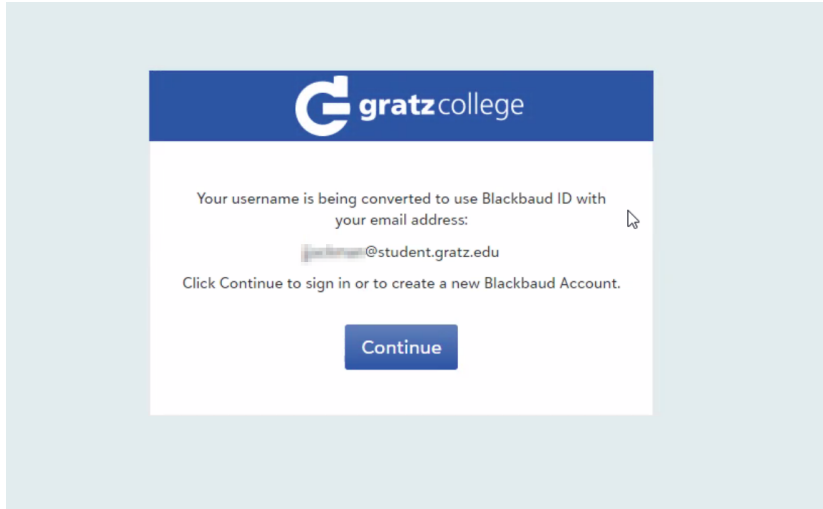 gratzcollege
Your username is being converted to use Blackbaud ID with
your email address:
@student.gratz.edu
Click Continue to sign in or to create a new Blackbaud Account.
Continue